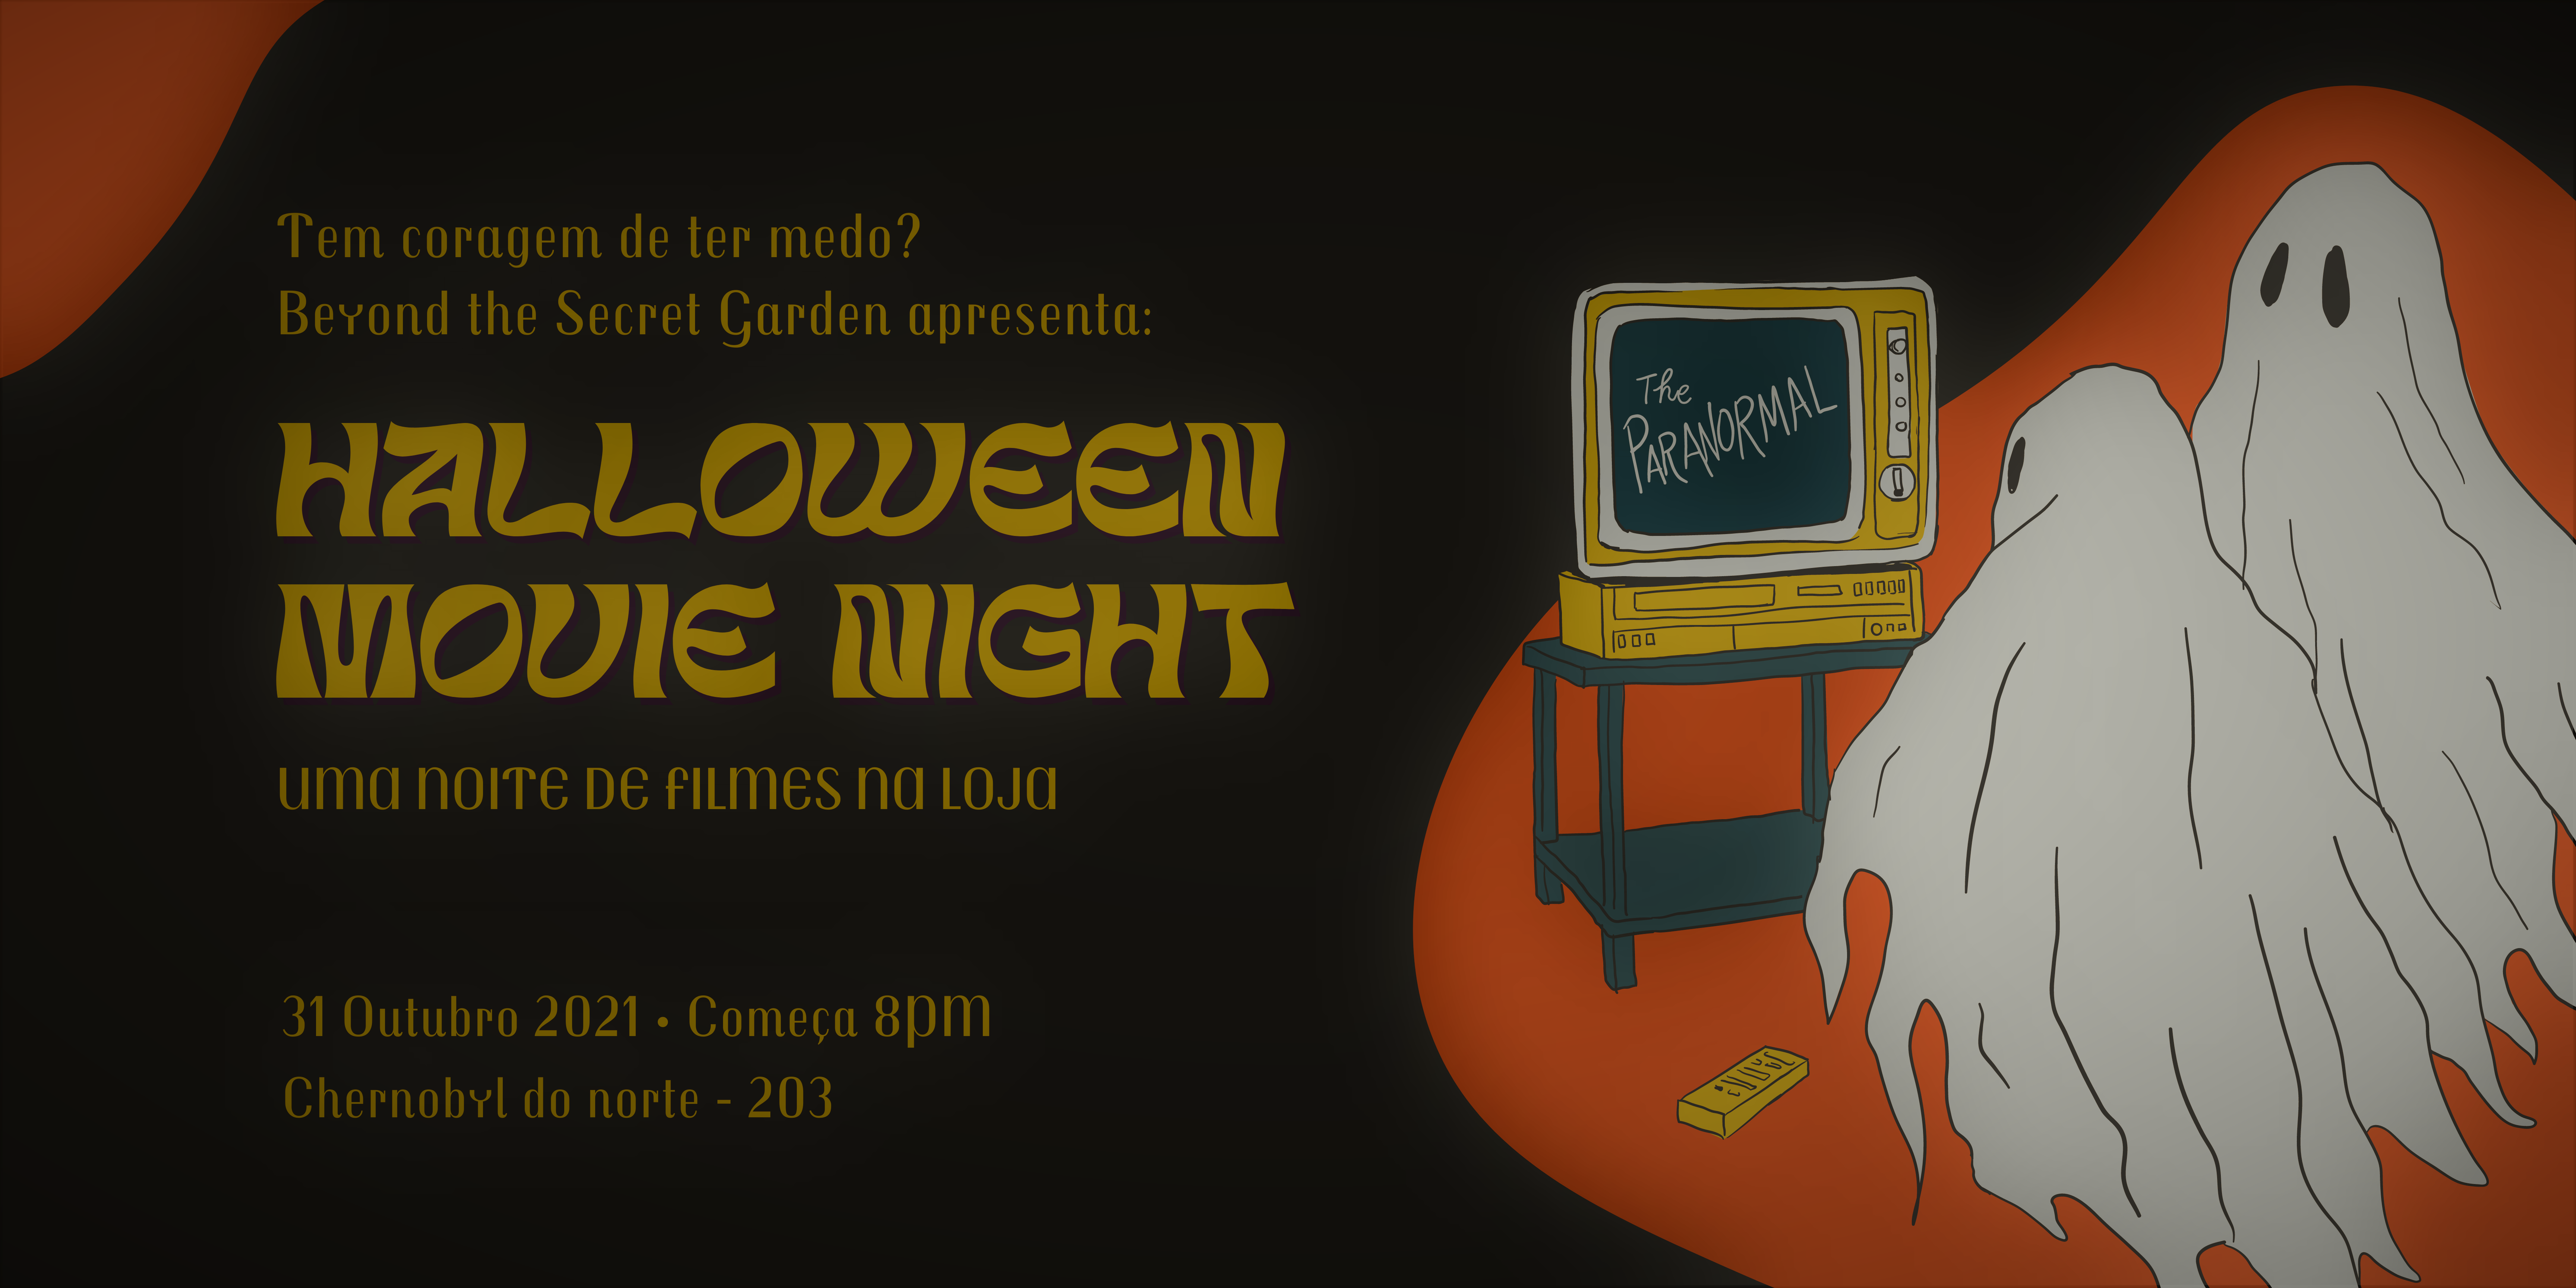 Tem coragem de ter medo?
Beyond the Secret Garden apresenta:
HALLOWEEN
MOVIE NIGHT
uma noite de filmes na loja
31 Outubro 2021 • Começa 8pm
Chernobyl do norte - 203
The
PARANORMAL